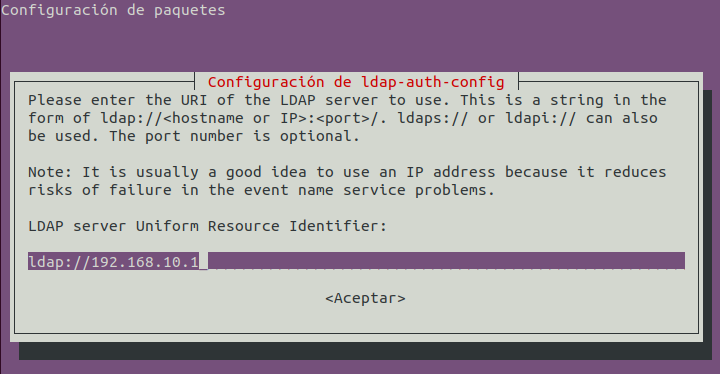 Configuración de paquetes
Configuración de ldap-auth-config
Please enter the URI of the LDAP server to use. This is a string in the
form of ldap://<hostname or IP>:<port>/. ldaps:// or ldapi:// can also
be used. The port number is optional.
Note: It is usually a good idea to use an IP address because it reduces
risks of failure in the event name service problems.
LDAP server Uniform Resource Identifier:
ldap://192.168.10.1
<Aceptar>